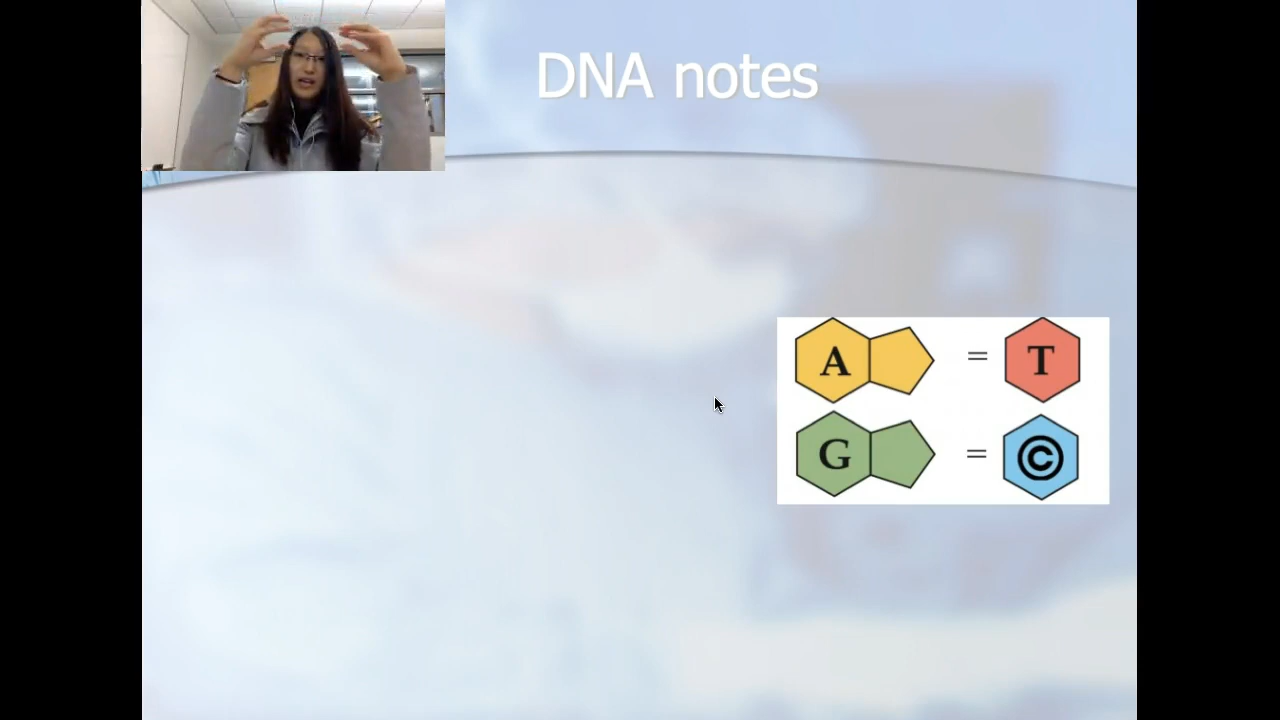 DNA notes
A = T
G = ©